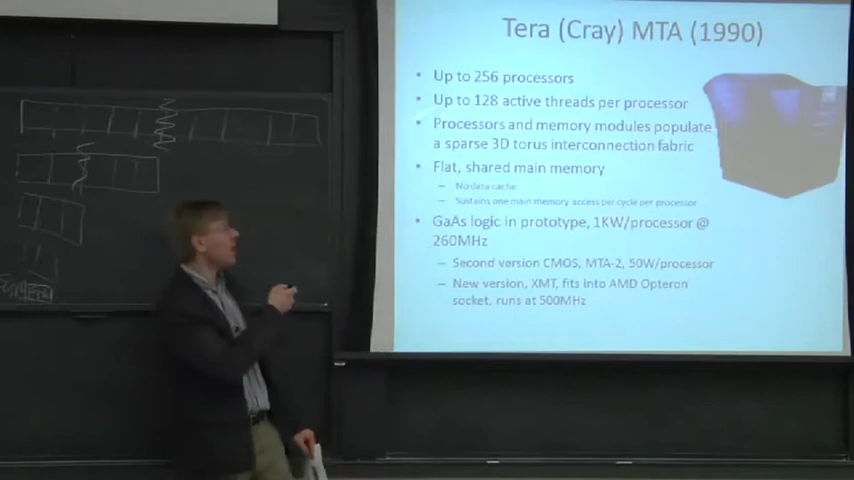 Tera (Cray) MTA (1990)
• Up to 256 processors
• Up to 128 active threads per processor
• Processors and memory modules populate
a sparse 3D torus interconnection fabric
• Flat, shared main memory
– No data cache
– Sustains one main memory access per cycle per processor
• GaAs logic in prototype, 1KW/processor @
260MHz
– Second version CMOS, MTA-2, 50W/processor
– New version, XMT, fits into AMD Opteron
socket, runs at 500MHz